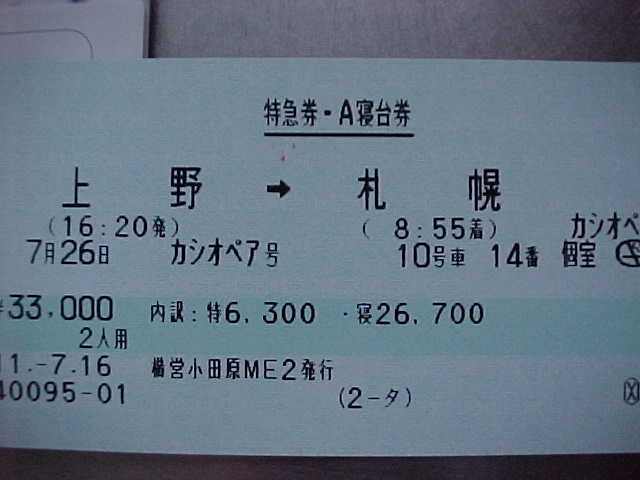 特急券・A寝台券
上野 ➡ 札幌
(16:20発) (8:55着) カシオペ
7月26日 カシオペア号 10号車 14番 個室
¥33,000 内訳:特6,300 ・寝26,700
2人用
11.-7.16 営小田原ME2発行
40095-01 (2-タ)